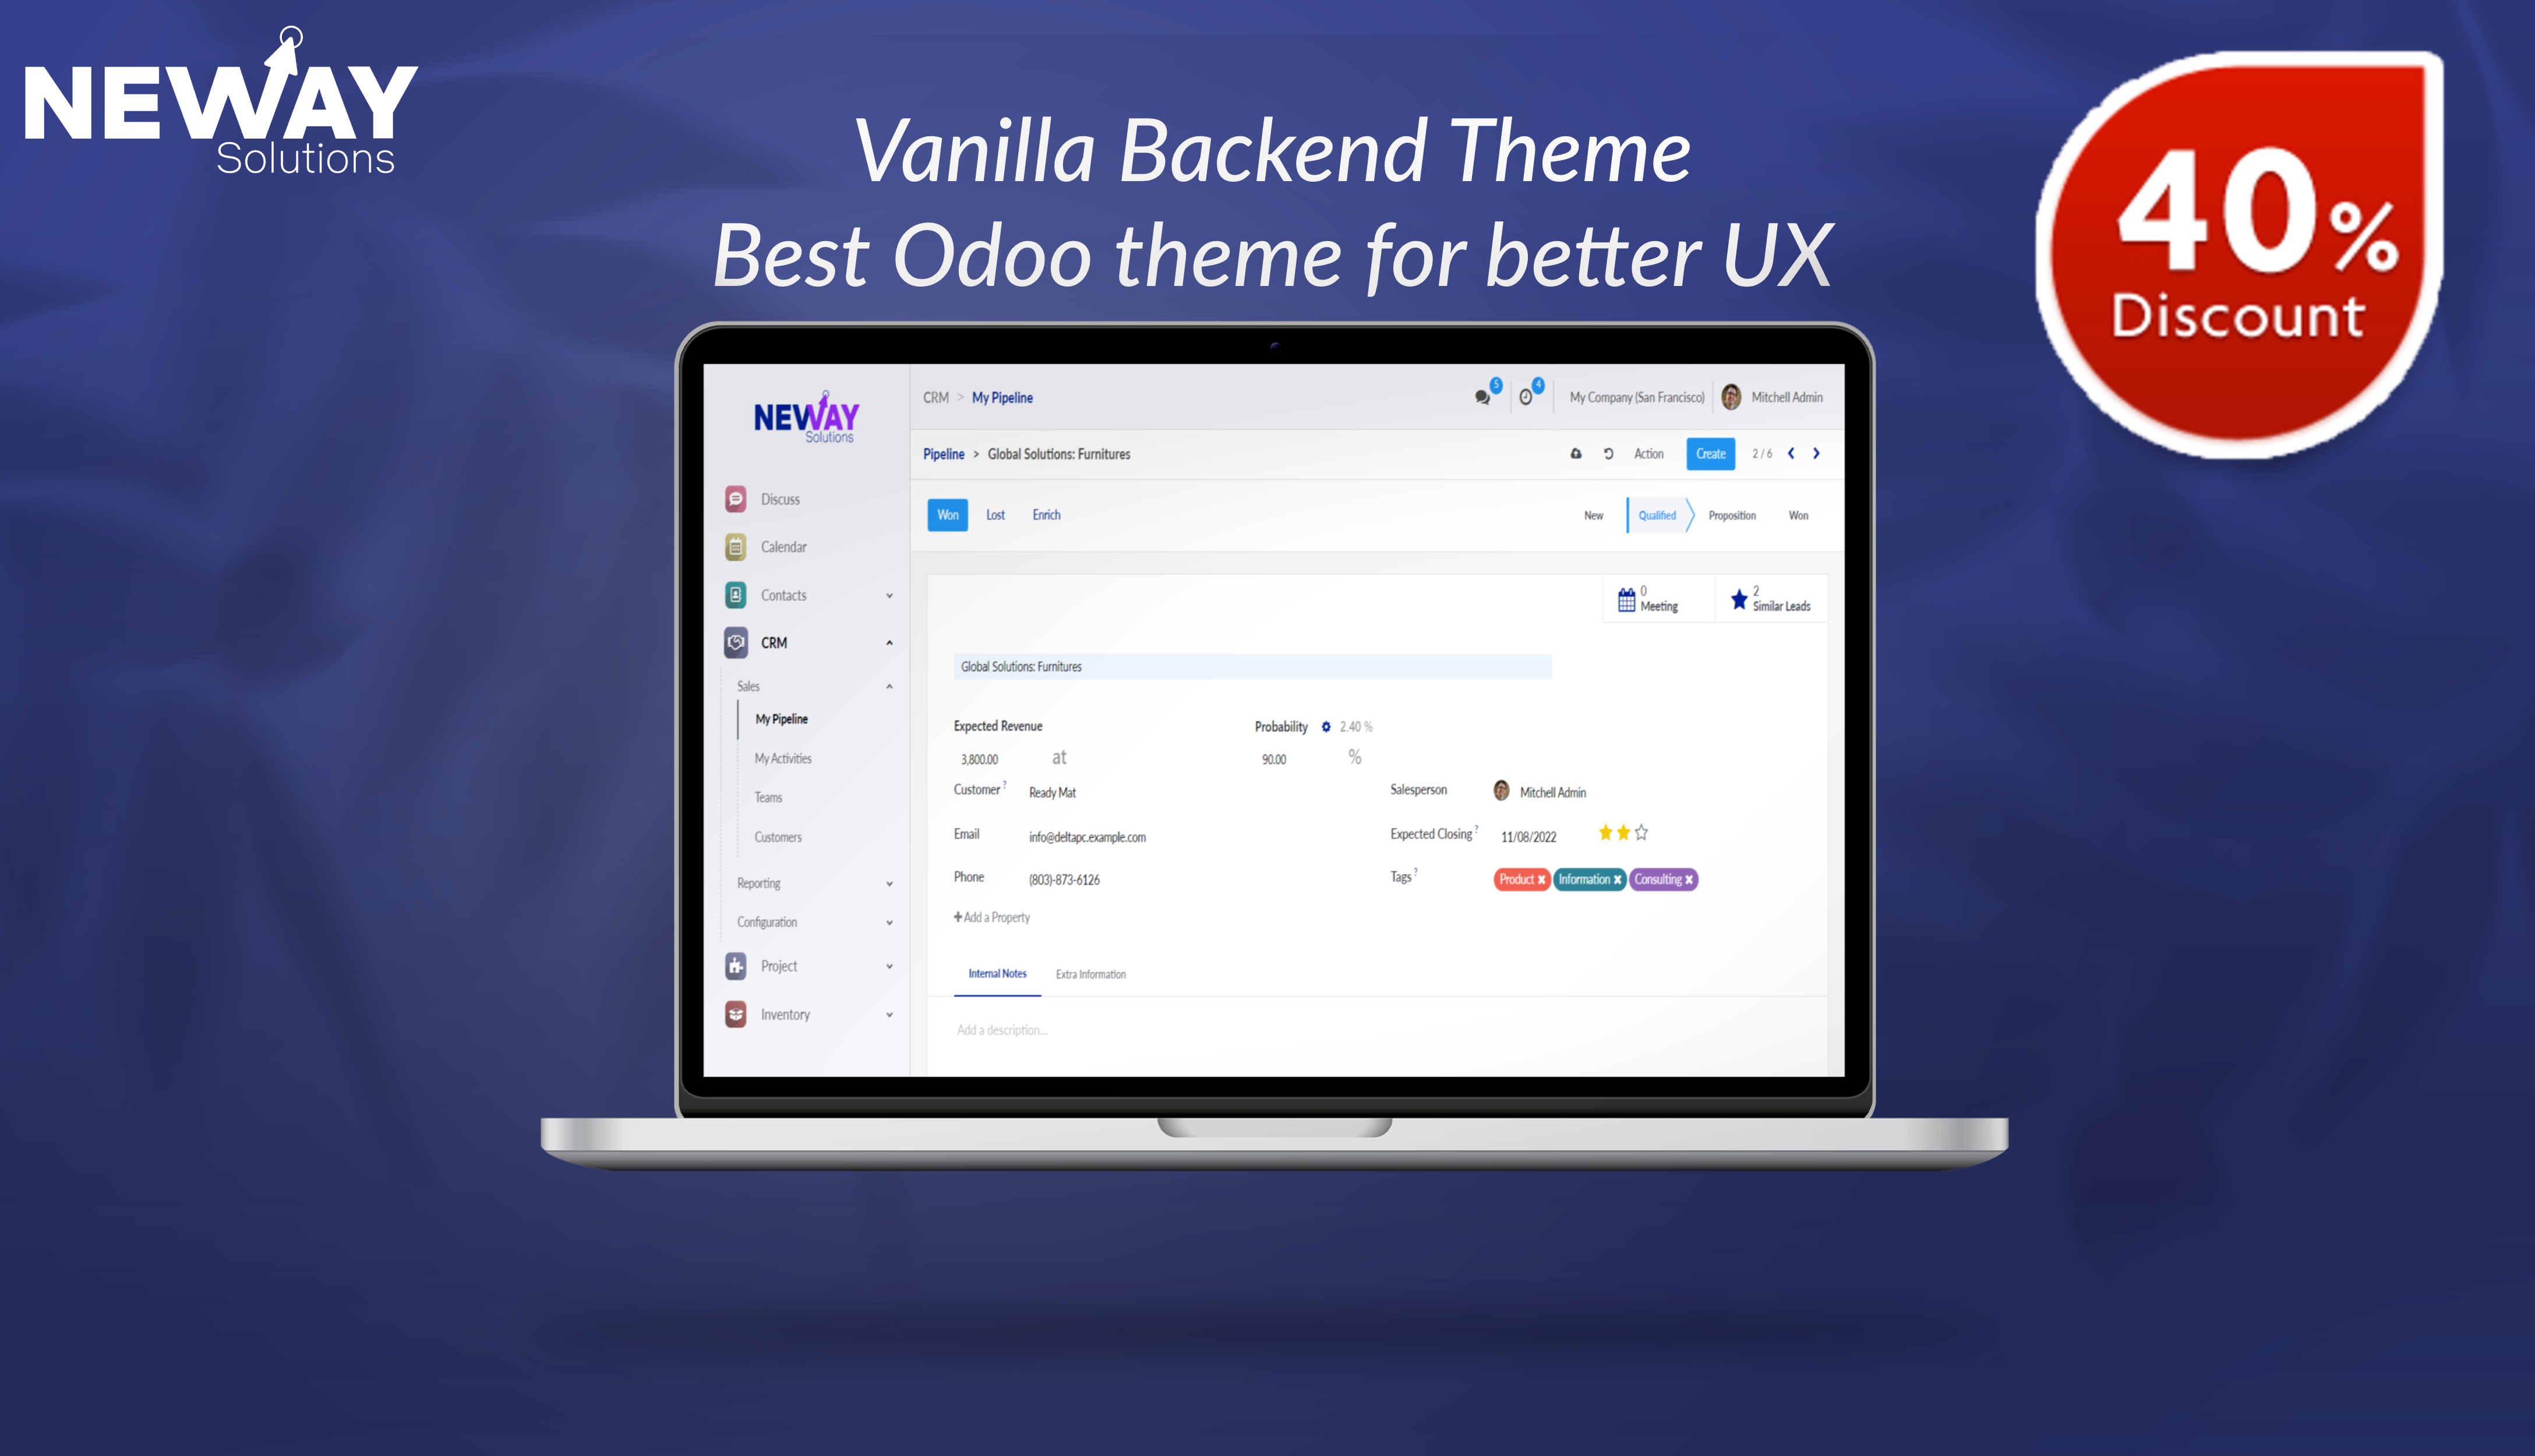 NEWAY
Solutions
Vanilla Backend Theme
Best Odoo theme for better UX
40%
Discount
NEWAY
Solutions
CRM > My Pipeline
5
4
My Company (San Francisco)
Mitchell Admin
Pipeline > Global Solutions: Furnitures
Action
Create
2 / 6
Won
Lost
Enrich
New
Qualified
Proposition
Won
Discuss
Calendar
Contacts
CRM
Sales
My Pipeline
My Activities
Teams
Customers
Reporting
Configuration
Project
Inventory
0
Meeting
2
Similar Leads
Global Solutions: Furnitures
Expected Revenue
Probability 2.40 %
3,800.00 at
90.00 %
Customer ? Ready Mat
Salesperson Mitchell Admin
Email info@deltapc.example.com
Expected Closing ? 11/08/2022
Phone (803)-873-6126
Tags ? Product × Information × Consulting ×
+ Add a Property
Internal Notes
Extra Information
Add a description...